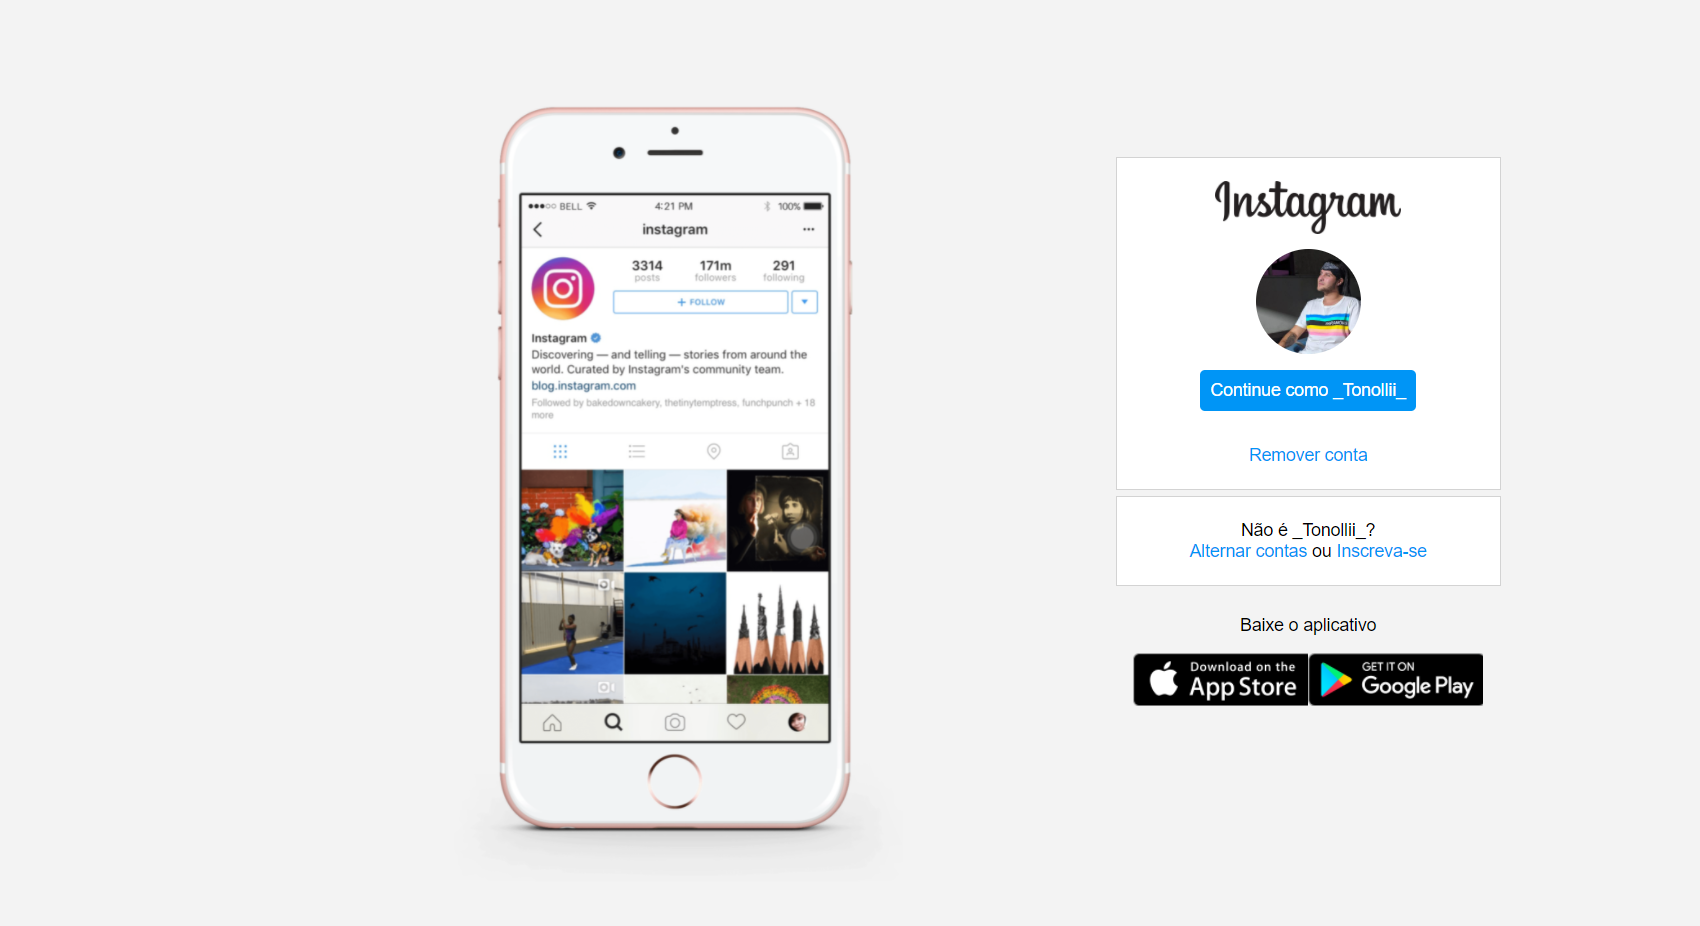 BELL 4:21 PM 100%
instagram
3314 171m 291
posts followers following
+ FOLLOW
Instagram
Discovering — and telling — stories from around the
world. Curated by Instagram's community team.
blog.instagram.com
Followed by bakedowncakery, thetinytemptress, funchpunch + 18
more
Instagram
Continue como _Tonollii_
Remover conta
Não é _Tonollii_?
Alternar contas ou Inscreva-se
Baixe o aplicativo
Download on the
App Store
GET IT ON
Google Play